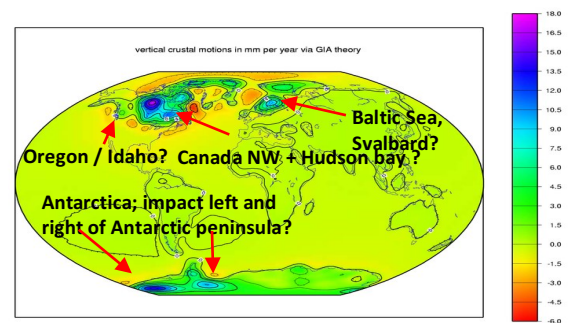 vertical crustal motions in mm per year via GIA theory
Baltic Sea,
Svalbard?
Oregon / Idaho? Canada NW + Hudson bay ?
Antarctica; impact left and
right of Antarctic peninsula?
18.0
16.5
15.0
13.5
12.0
10.5
9.0
7.5
6.0
4.5
3.0
1.5
0.0
-1.5
-3.0
-4.5
-6.0